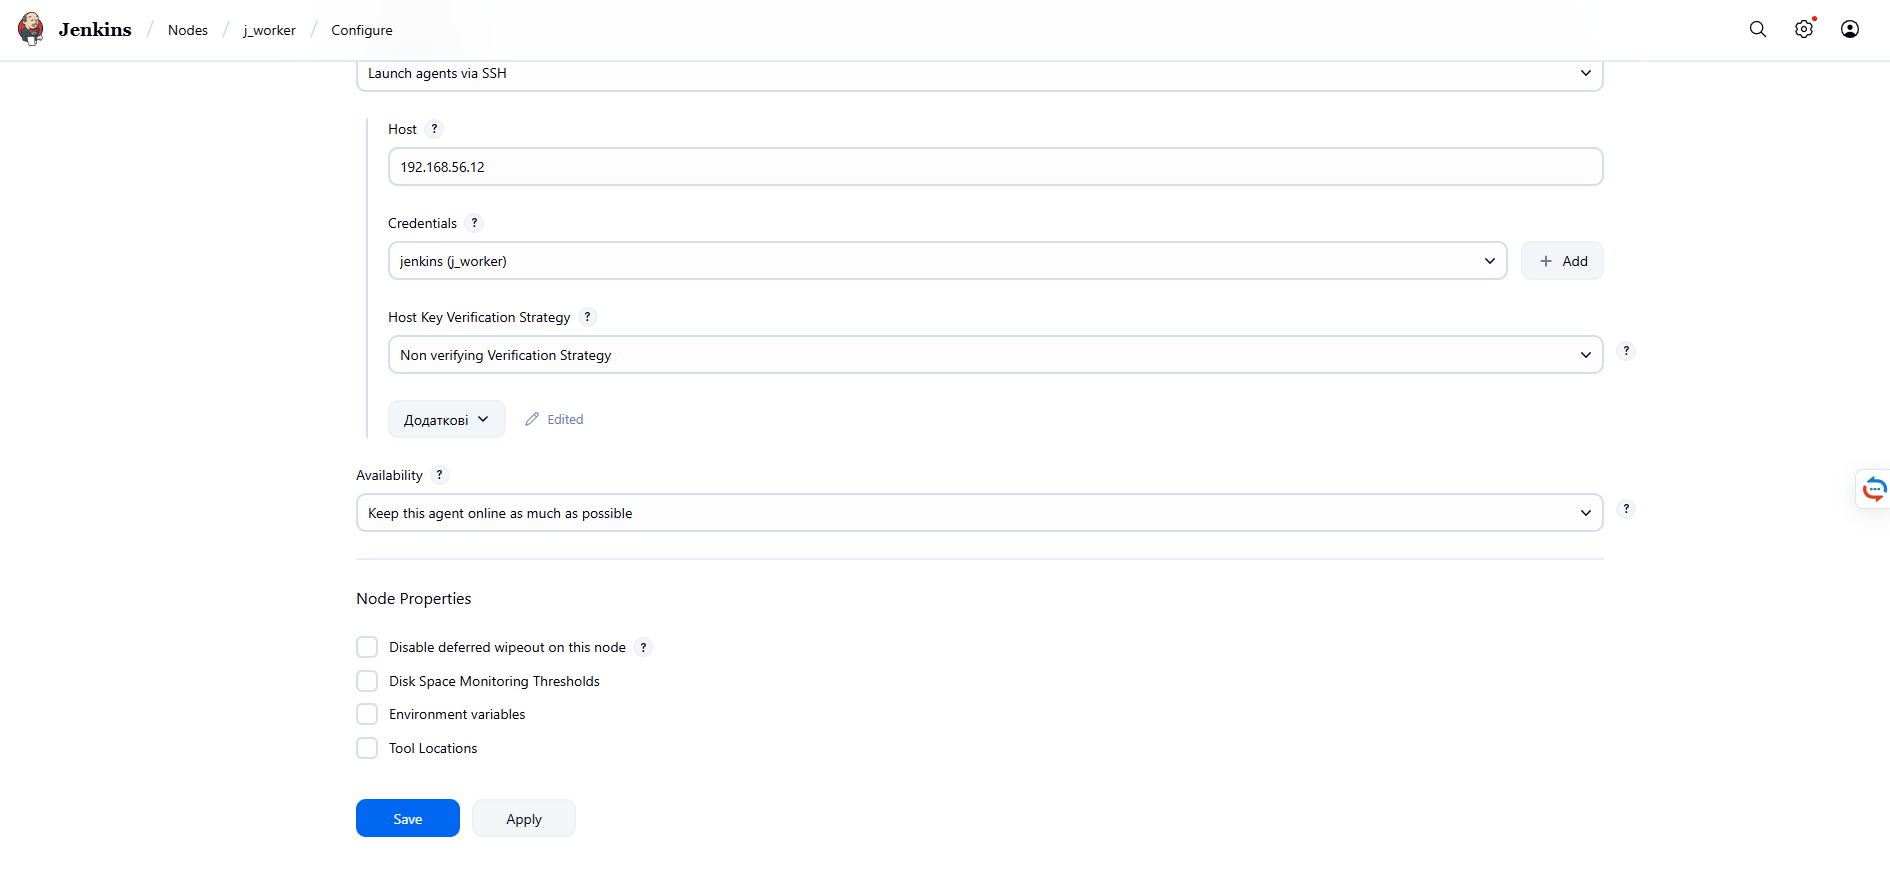 Jenkins / Nodes / j_worker / Configure
Launch agents via SSH
Host ?
192.168.56.12
Credentials ?
jenkins (j_worker)
+ Add
Host Key Verification Strategy ?
Non verifying Verification Strategy
?
Додаткові
Edited
Availability ?
Keep this agent online as much as possible
?
Node Properties
Disable deferred wipeout on this node ?
Disk Space Monitoring Thresholds
Environment variables
Tool Locations
Save
Apply